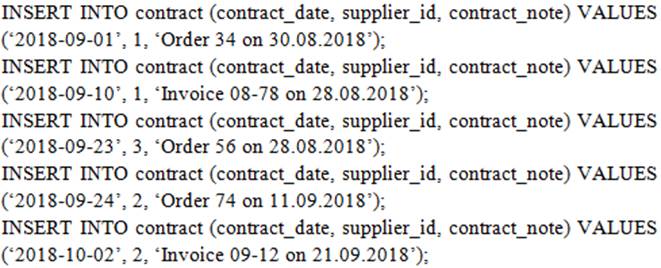 INSERT INTO contract (contract_date, supplier_id, contract_note) VALUES
(‘2018-09-01’, 1, ‘Order 34 on 30.08.2018’);
INSERT INTO contract (contract_date, supplier_id, contract_note) VALUES
(‘2018-09-10’, 1, ‘Invoice 08-78 on 28.08.2018’);
INSERT INTO contract (contract_date, supplier_id, contract_note) VALUES
(‘2018-09-23’, 3, ‘Order 56 on 28.08.2018’);
INSERT INTO contract (contract_date, supplier_id, contract_note) VALUES
(‘2018-09-24’, 2, ‘Order 74 on 11.09.2018’);
INSERT INTO contract (contract_date, supplier_id, contract_note) VALUES
(‘2018-10-02’, 2, ‘Invoice 09-12 on 21.09.2018’);